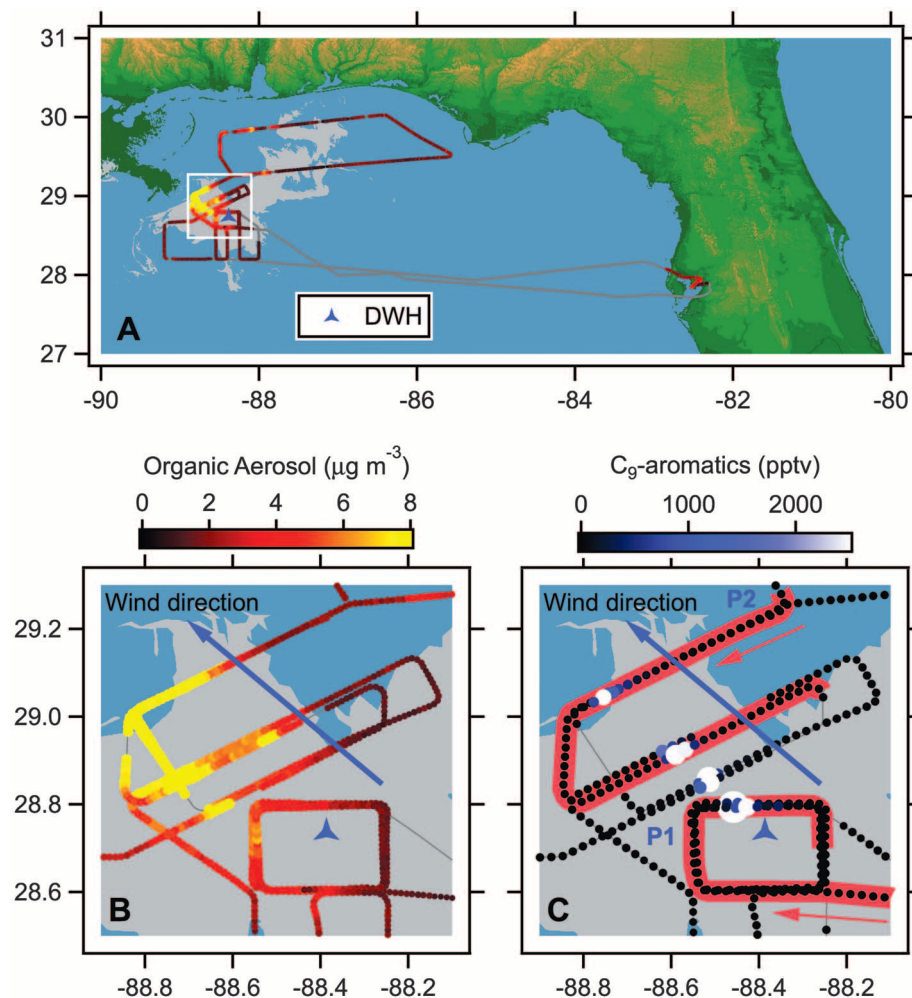 31
30
29
28
27
A
DWH
-90 -88 -86 -84 -82 -80
Organic Aerosol (µg m⁻³)
0 2 4 6 8
C₉-aromatics (pptv)
0 1000 2000
29.2
29.0
28.8
28.6
Wind direction
B
-88.8 -88.6 -88.4 -88.2
Wind direction
P2
P1
C
-88.8 -88.6 -88.4 -88.2